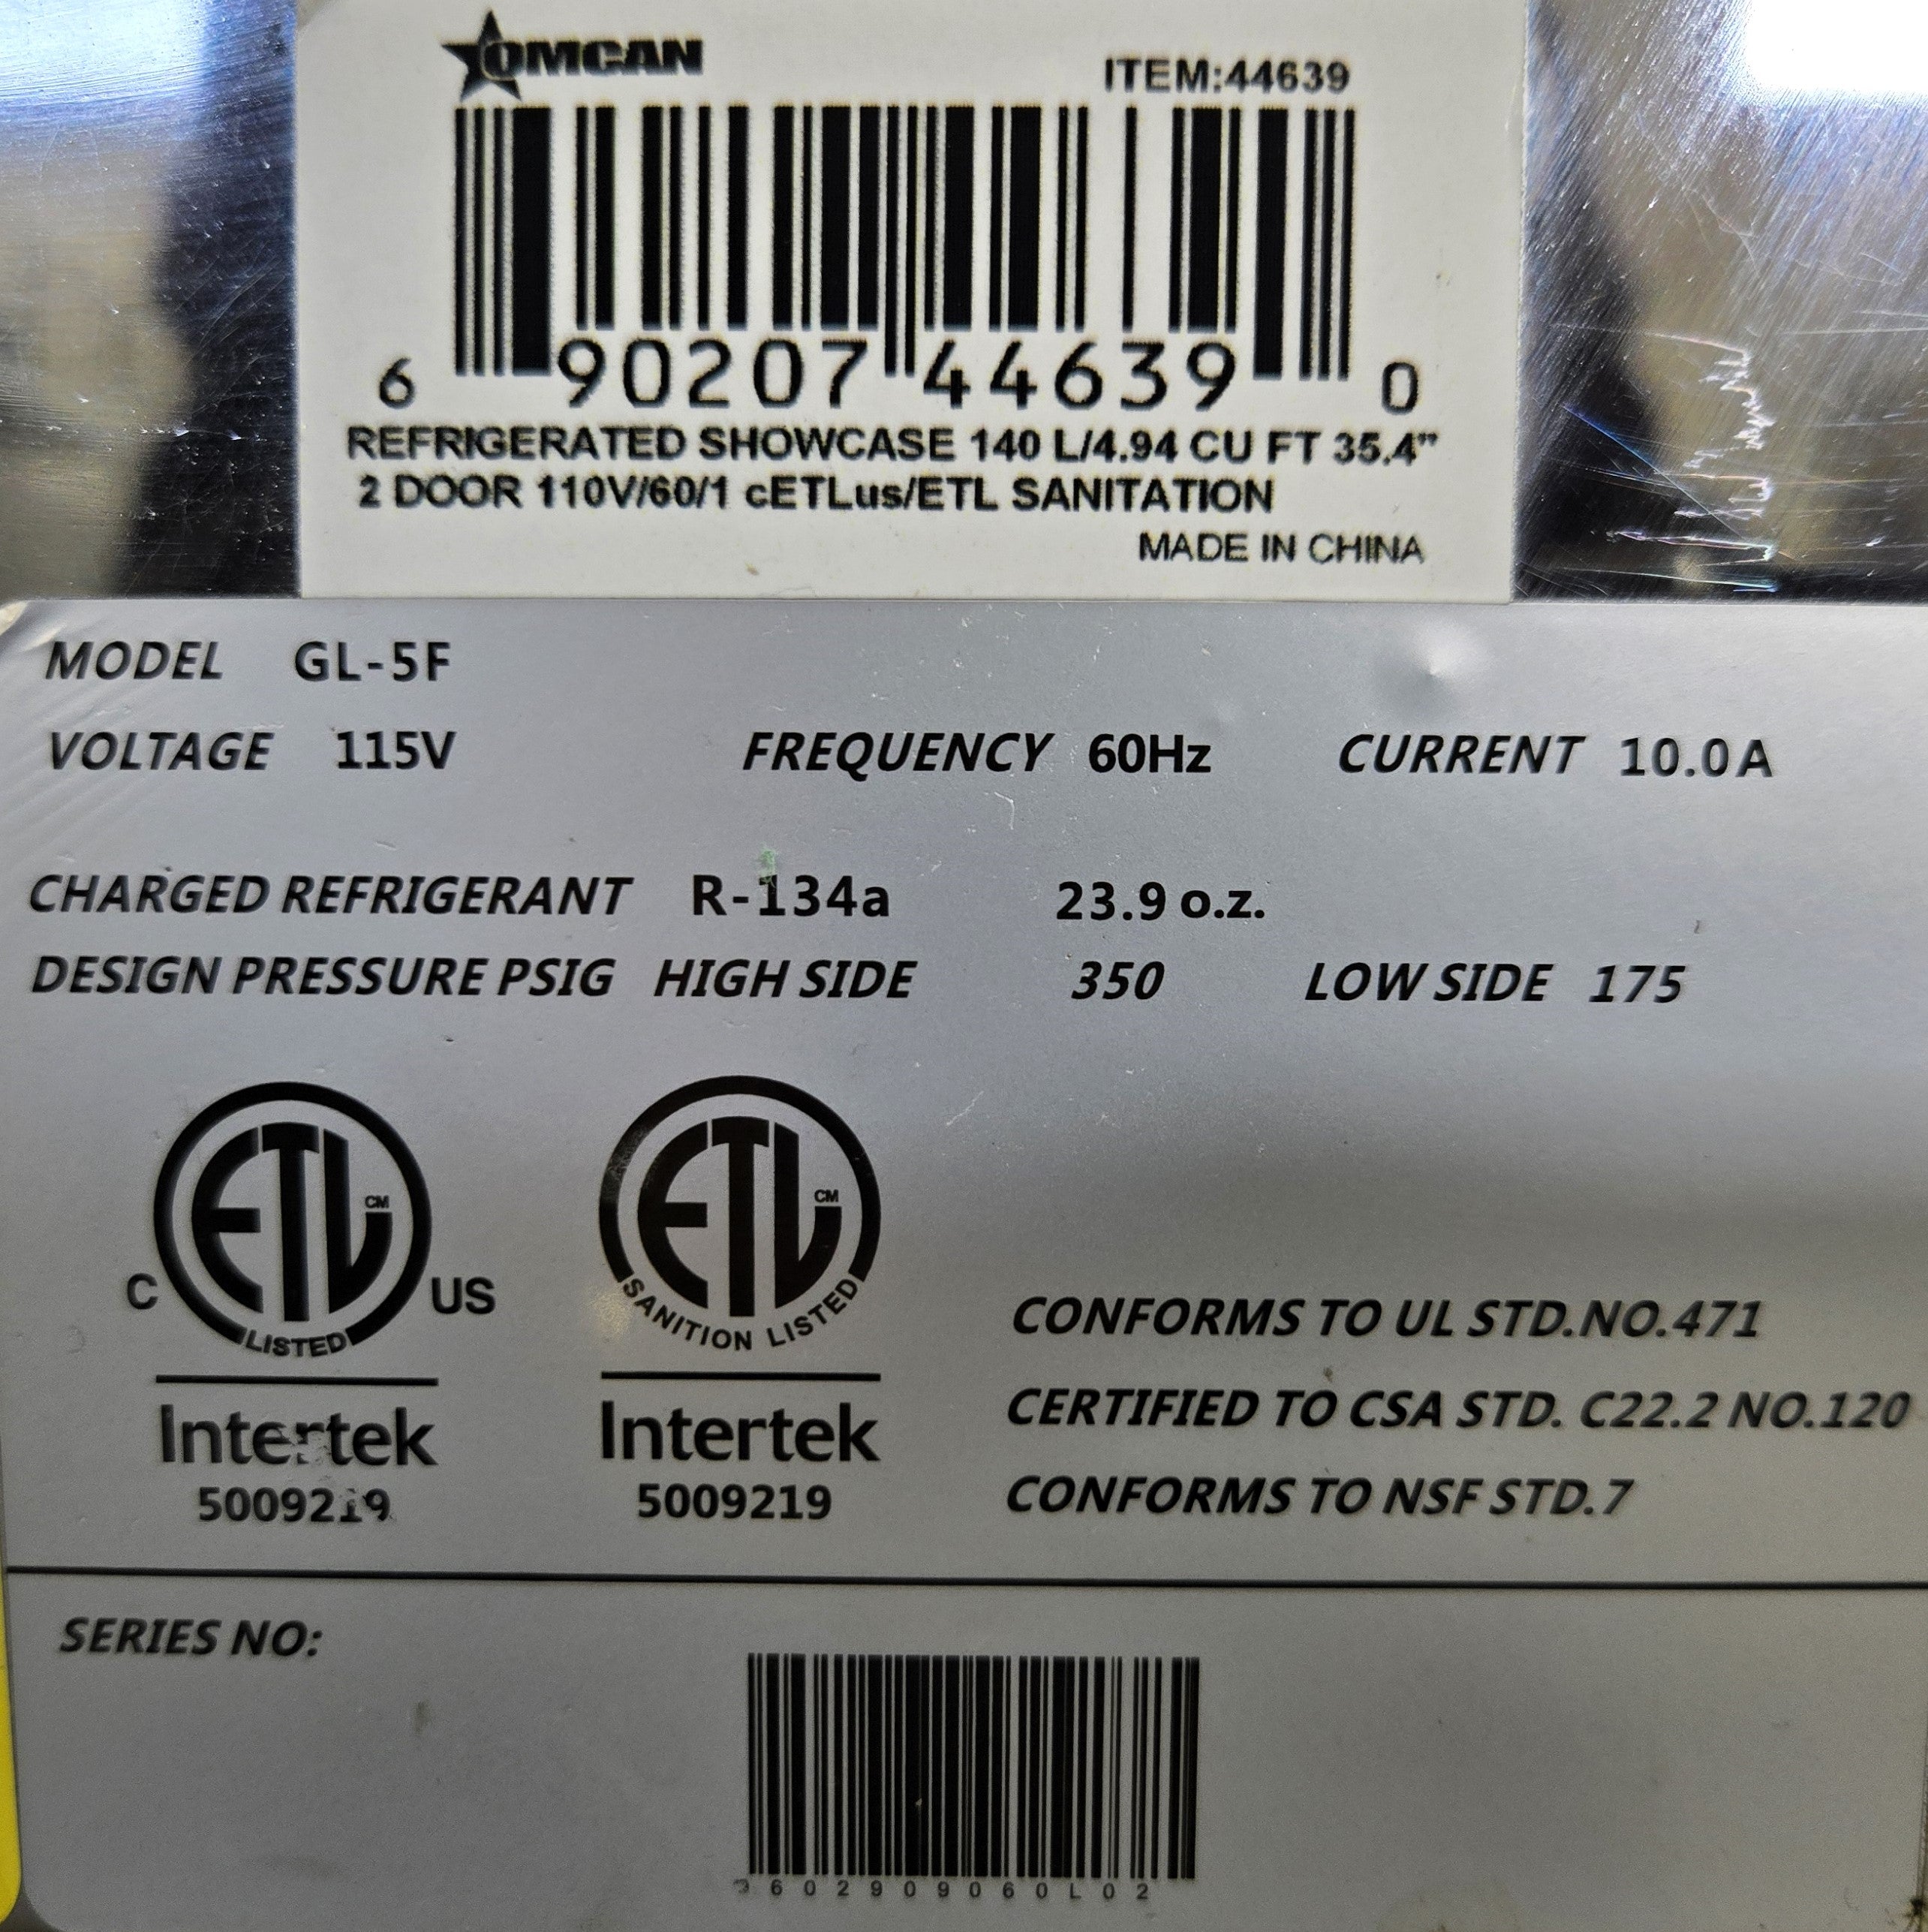 OMCAN
ITEM:44639
6 90207 44639 0
REFRIGERATED SHOWCASE 140 L/4.94 CU FT 35.4"
2 DOOR 110V/60/1 cETLus/ETL SANITATION
MADE IN CHINA
MODEL GL-5F
VOLTAGE 115V FREQUENCY 60Hz CURRENT 10.0A
CHARGED REFRIGERANT R-134a 23.9 o.z.
DESIGN PRESSURE PSIG HIGH SIDE 350 LOW SIDE 175
ETL CM
C US
LISTED
Intertek
5009219
ETL CM
SANITION LISTED
Intertek
5009219
CONFORMS TO UL STD.NO.471
CERTIFIED TO CSA STD. C22.2 NO.120
CONFORMS TO NSF STD.7
SERIES NO: